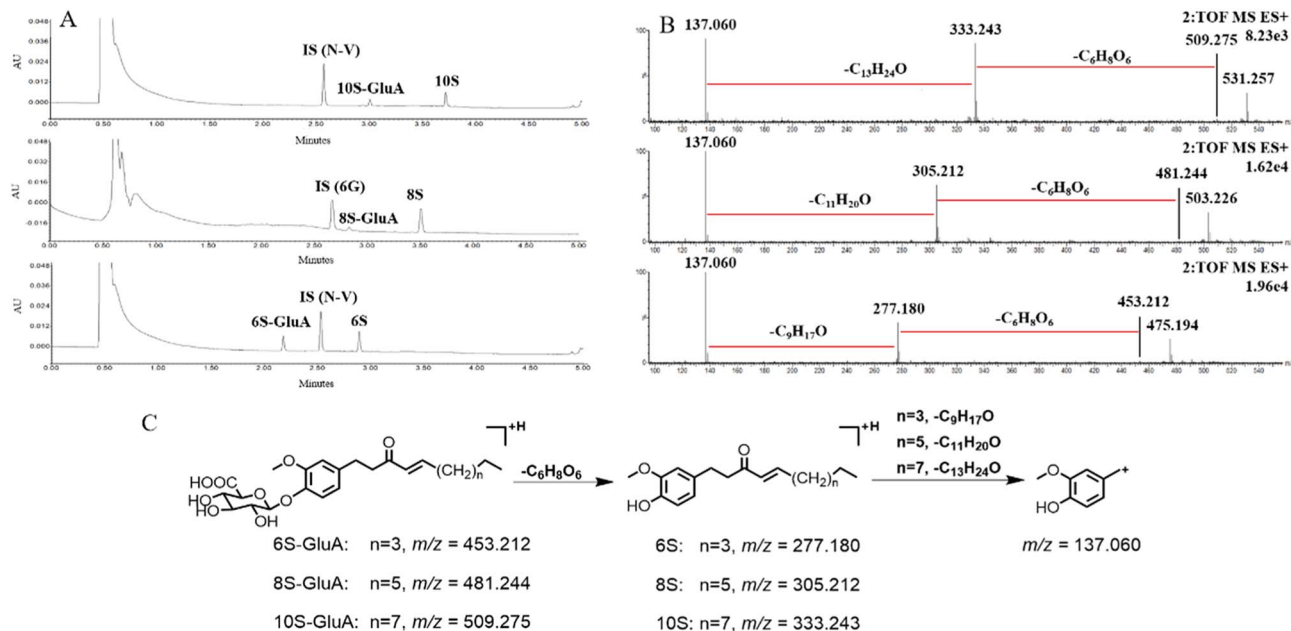 A
0.048
0.036
0.024
0.012
0.000
AU
IS (N-V)
10S-GluA
10S
0.00 0.50 1.00 1.50 2.00 2.50 3.00 3.50 4.00 4.50 5.00
Minutes
0.048
0.032
0.016
0.000
-0.016
AU
IS (6G)
8S-GluA
8S
0.00 0.50 1.00 1.50 2.00 2.50 3.00 3.50 4.00 4.50 5.00
Minutes
0.048
0.036
0.024
0.012
0.000
AU
6S-GluA
IS (N-V)
6S
0.00 0.50 1.00 1.50 2.00 2.50 3.00 3.50 4.00 4.50 5.00
Minutes
B
2:TOF MS ES+
8.23e3
100
%
0
137.060
-C13H24O
333.243
-C6H8O6
509.275
531.257
100 120 140 160 180 200 220 240 260 280 300 320 340 360 380 400 420 440 460 480 500 520 540
2:TOF MS ES+
1.62e4
100
%
0
137.060
-C11H20O
305.212
-C6H8O6
481.244
503.226
100 120 140 160 180 200 220 240 260 280 300 320 340 360 380 400 420 440 460 480 500 520 540
2:TOF MS ES+
1.96e4
100
%
0
137.060
-C9H17O
277.180
-C6H8O6
453.212
475.194
100 120 140 160 180 200 220 240 260 280 300 320 340 360 380 400 420 440 460 480 500 520 540
C
+H
O
O
HOOC
O
O
HO
HO
OH
(CH2)n
-C6H8O6
+H
O
O
HO
(CH2)n
n=3, -C9H17O
n=5, -C11H20O
n=7, -C13H24O
+
O
HO
6S-GluA: n=3, m/z = 453.212
8S-GluA: n=5, m/z = 481.244
10S-GluA: n=7, m/z = 509.275
6S: n=3, m/z = 277.180
8S: n=5, m/z = 305.212
10S: n=7, m/z = 333.243
m/z = 137.060